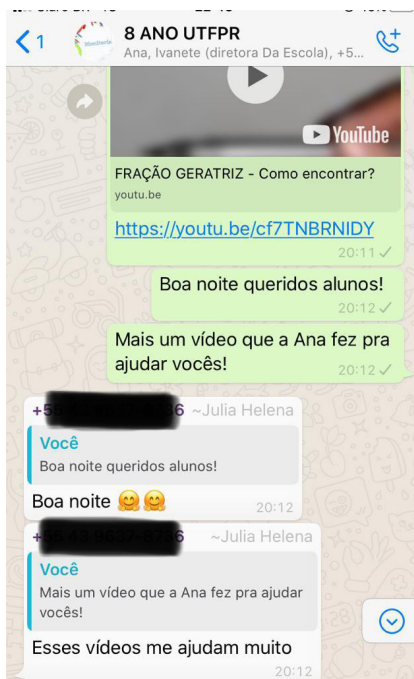 1
8 ANO UTFPR
Ana, Ivanete (diretora Da Escola), +5...
YouTube
FRAÇÃO GERATRIZ - Como encontrar?
youtu.be
https://youtu.be/cf7TNBRNIDY
20:11
Boa noite queridos alunos!
20:12
Mais um vídeo que a Ana fez pra
ajudar vocês!
20:12
~Julia Helena
Você
Boa noite queridos alunos!
Boa noite 🤗🤗
20:12
~Julia Helena
Você
Mais um vídeo que a Ana fez pra ajudar
vocês!
Esses vídeos me ajudam muito
20:12